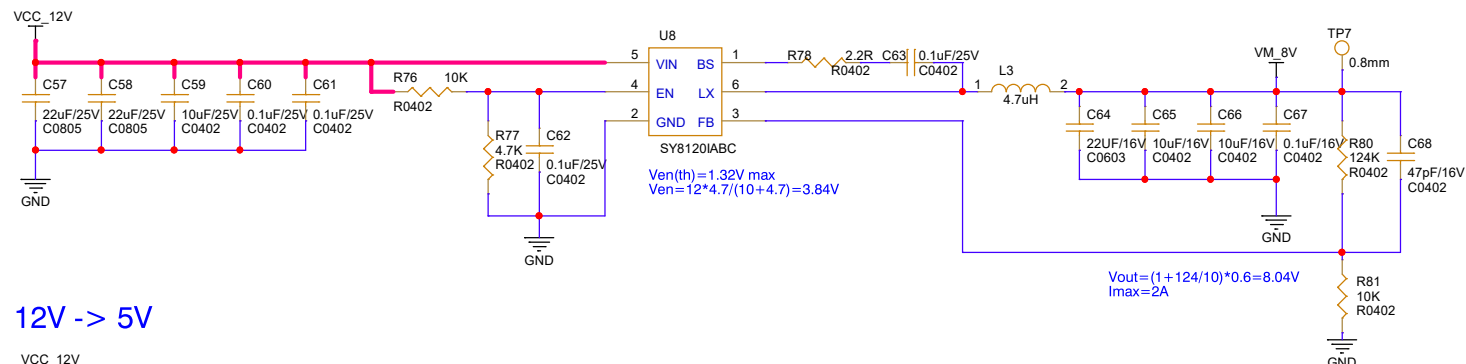 VCC_12V
C57
22uF/25V
C0805
C58
22uF/25V
C0805
C59
10uF/25V
C0402
C60
0.1uF/25V
C0402
C61
0.1uF/25V
C0402
GND
R76
10K
R0402
R77
4.7K
R0402
C62
0.1uF/25V
C0402
GND
U8
5
VIN
BS
1
4
EN
LX
6
2
GND
FB
3
SY8120IABC
Ven(th)=1.32V max
Ven=12*4.7/(10+4.7)=3.84V
R78
2.2R
R0402
C63
0.1uF/25V
C0402
L3
1
2
4.7uH
C64
22UF/16V
C0603
C65
10uF/16V
C0402
C66
10uF/16V
C0402
C67
0.1uF/16V
C0402
VM_8V
GND
TP7
0.8mm
R80
124K
R0402
C68
47pF/16V
C0402
Vout=(1+124/10)*0.6=8.04V
Imax=2A
R81
10K
R0402
GND
12V -> 5V
VCC_12V